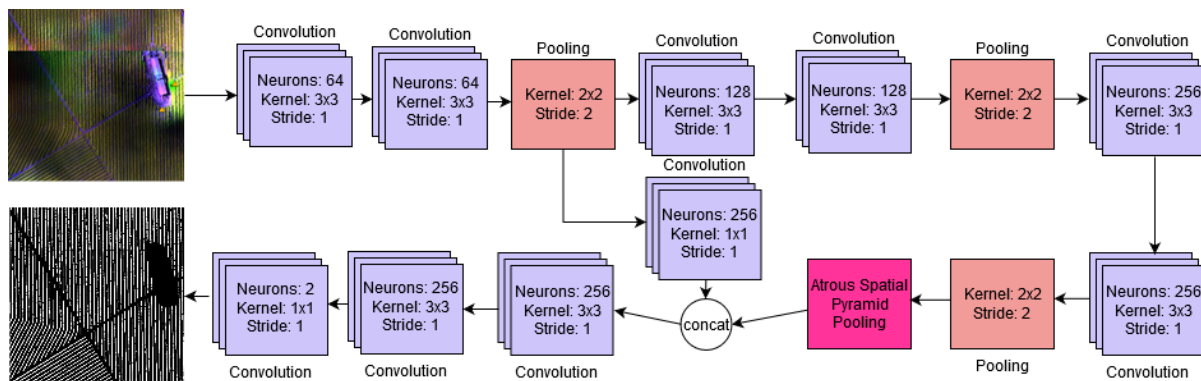 Convolution
Neurons: 64
Kernel: 3x3
Stride: 1
Convolution
Neurons: 64
Kernel: 3x3
Stride: 1
Pooling
Kernel: 2x2
Stride: 2
Convolution
Neurons: 128
Kernel: 3x3
Stride: 1
Convolution
Neurons: 128
Kernel: 3x3
Stride: 1
Pooling
Kernel: 2x2
Stride: 2
Convolution
Neurons: 256
Kernel: 3x3
Stride: 1
Convolution
Neurons: 256
Kernel: 1x1
Stride: 1
Neurons: 2
Kernel: 1x1
Stride: 1
Convolution
Neurons: 256
Kernel: 3x3
Stride: 1
Convolution
Neurons: 256
Kernel: 3x3
Stride: 1
Convolution
concat
Atrous Spatial
Pyramid
Pooling
Kernel: 2x2
Stride: 2
Pooling
Neurons: 256
Kernel: 3x3
Stride: 1
Convolution